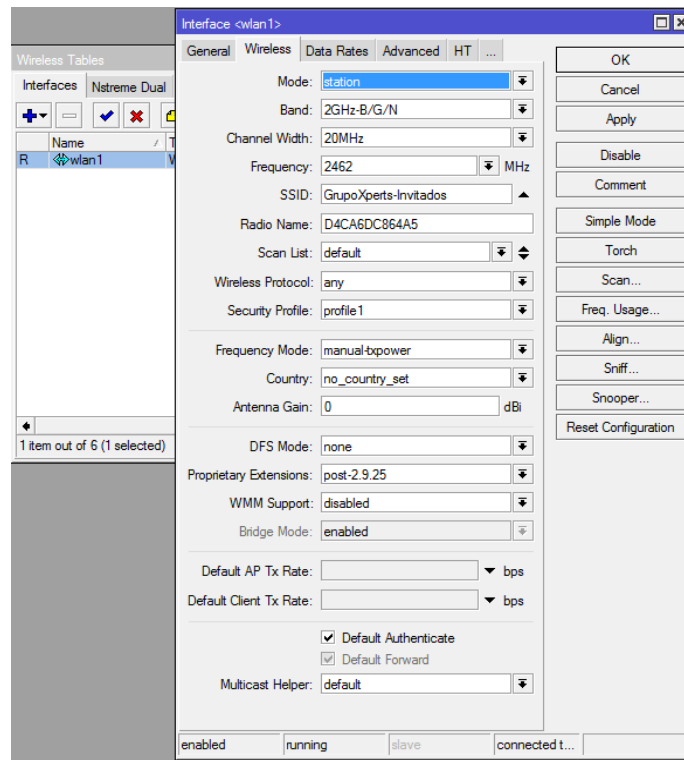 Interface <wlan1>
General Wireless Data Rates Advanced HT ...
Mode: station
Band: 2GHz-B/G/N
Channel Width: 20MHz
Frequency: 2462 MHz
SSID: GrupoXperts-Invitados
Radio Name: D4CA6DC864A5
Scan List: default
Wireless Protocol: any
Security Profile: profile1
Frequency Mode: manual-txpower
Country: no_country_set
Antenna Gain: 0 dBi
DFS Mode: none
Proprietary Extensions: post-2.9.25
WMM Support: disabled
Bridge Mode: enabled
Default AP Tx Rate: bps
Default Client Tx Rate: bps
Default Authenticate
Default Forward
Multicast Helper: default
enabled running slave connected t...
OK
Cancel
Apply
Disable
Comment
Simple Mode
Torch
Scan...
Freq. Usage...
Align...
Sniff...
Snooper...
Reset Configuration
Wireless Tables
Interfaces Nstreme Dual
Name / T
R wlan1 W
1 item out of 6 (1 selected)